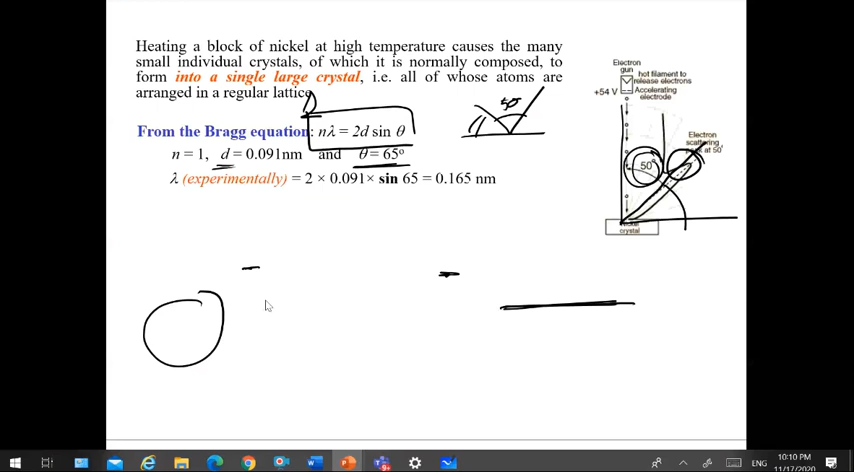 Heating a block of nickel at high temperature causes the many
small individual crystals, of which it is normally composed, to
form into a single large crystal, i.e. all of whose atoms are
arranged in a regular lattice
From the Bragg equation: nλ = 2d sin θ
n = 1, d = 0.091nm and θ = 65°
λ (experimentally) = 2 × 0.091× sin 65 = 0.165 nm
50
Electron
gun
hot filament to
release electrons
+54 V
Accelerating
electrode
Electron
at 50°
50°
crystal
ENG
10:10 PM
11/17/2020